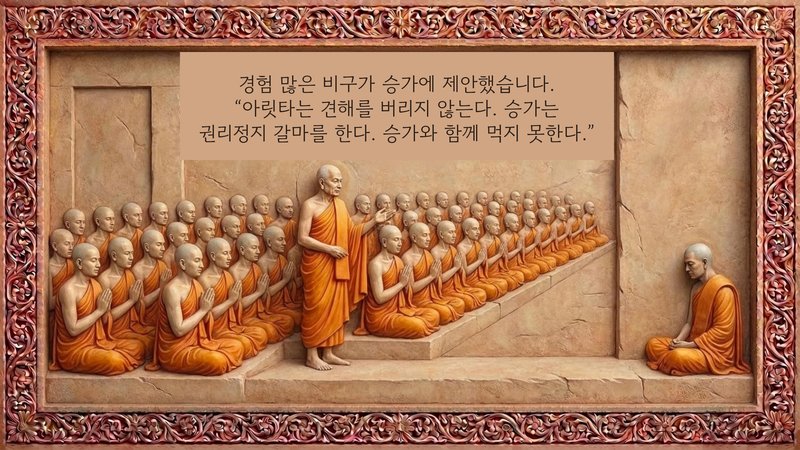 경험 많은 비구가 승가에 제안했습니다.
“아릿타는 견해를 버리지 않는다. 승가는
권리정지 갈마를 한다. 승가와 함께 먹지 못한다.”